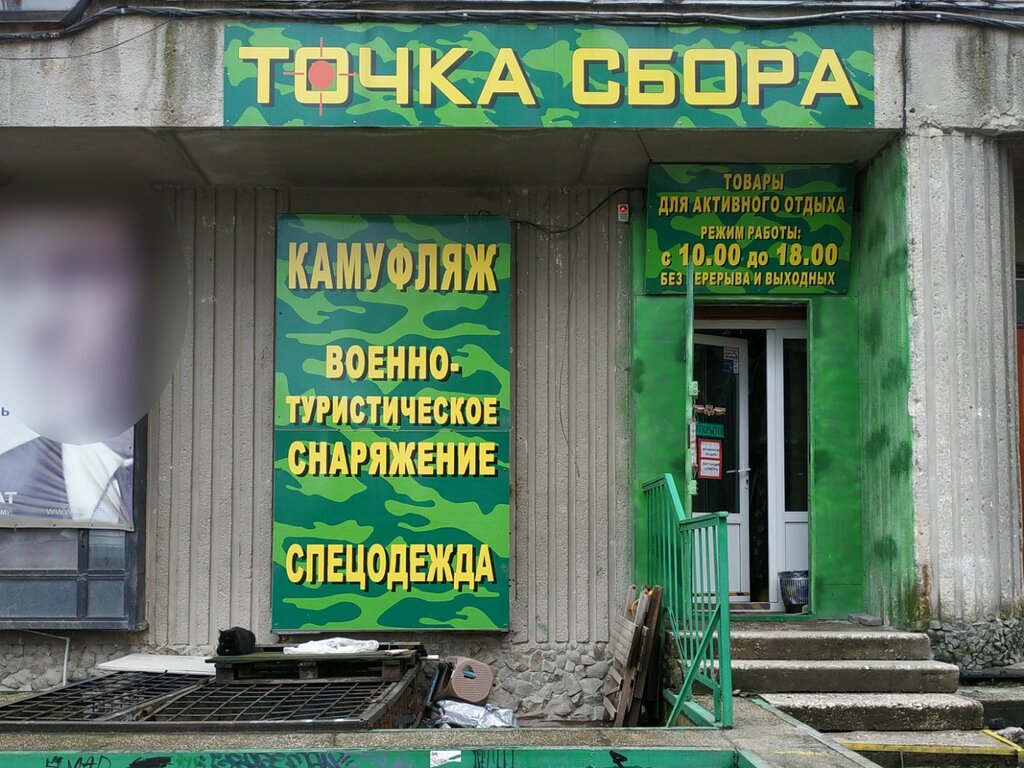 ТОЧКА СБОРА
ТОВАРЫ
ДЛЯ АКТИВНОГО ОТДЫХА
РЕЖИМ РАБОТЫ:
с 10.00 до 18.00
БЕЗ ПЕРЕРЫВА И ВЫХОДНЫХ
КАМУФЛЯЖ
ВОЕННО-
ТУРИСТИЧЕСКОЕ
СНАРЯЖЕНИЕ
СПЕЦОДЕЖДА